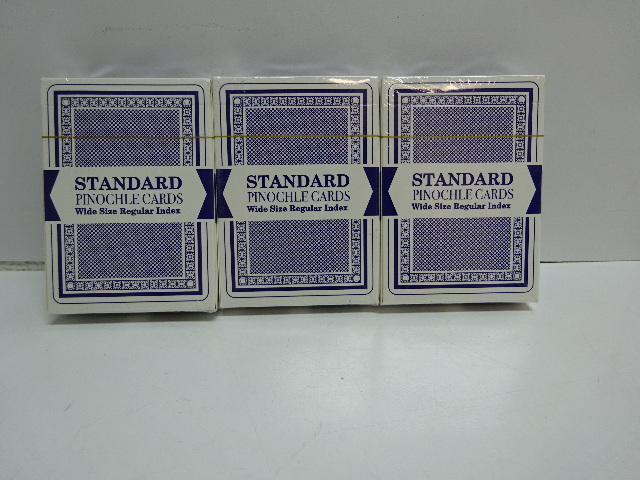 STANDARD
PINOCHLE CARDS
Wide Size Regular Index
STANDARD
PINOCHLE CARDS
Wide Size Regular Index
STANDARD
PINOCHLE CARDS
Wide Size Regular Index